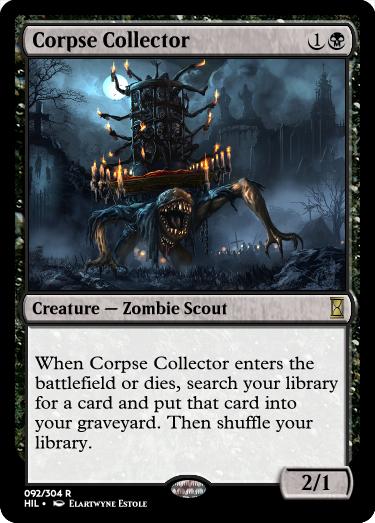 Corpse Collector 1
Creature — Zombie Scout
When Corpse Collector enters the
battlefield or dies, search your library
for a card and put that card into
your graveyard. Then shuffle your
library.
2/1
092/304 R
HIL • Elartwyne Estole